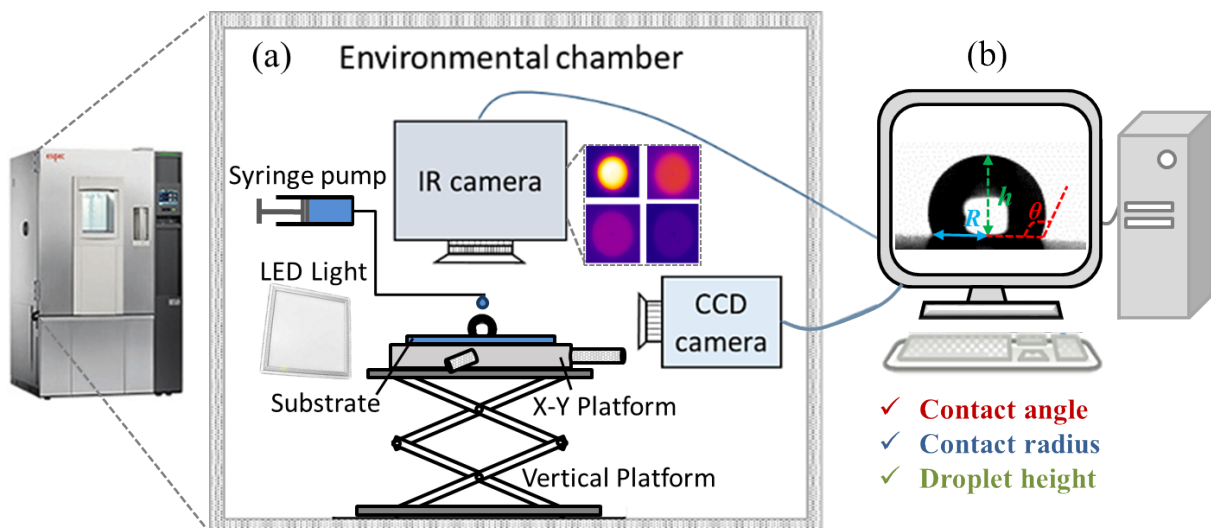 (a)
Environmental chamber
espec
Syringe pump
IR camera
LED Light
CCD
camera
Substrate
X-Y Platform
Vertical Platform
(b)
h
R
θ
Contact angle
Contact radius
Droplet height